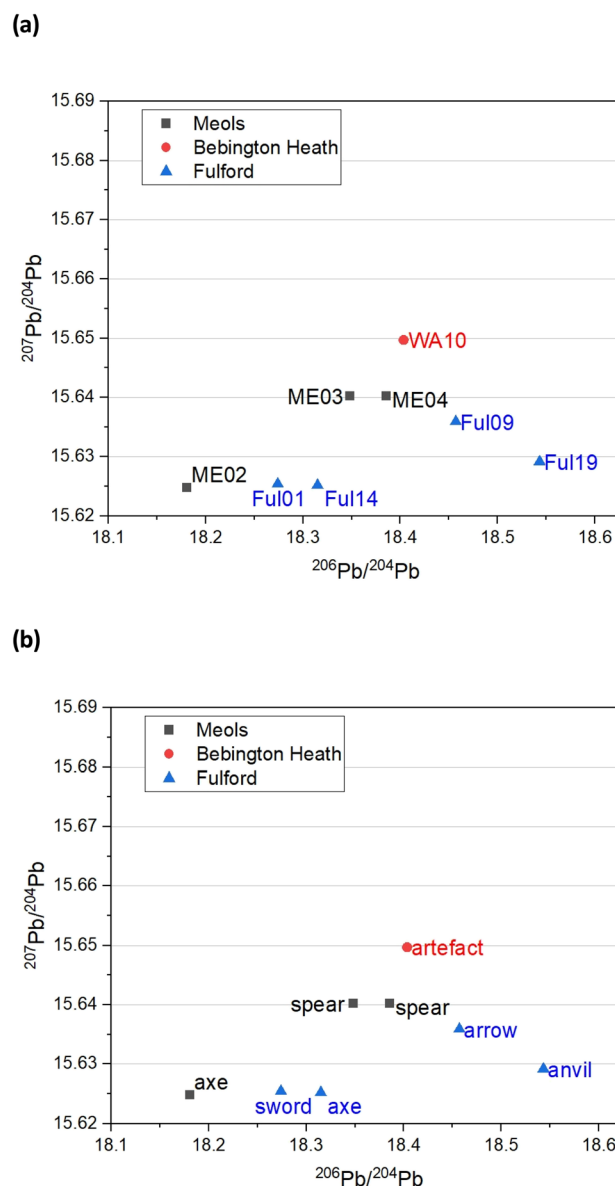 (a)
15.69
15.68
15.67
15.66
15.65
15.64
15.63
15.62
207Pb/204Pb
Meols
Bebington Heath
Fulford
WA10
ME03
ME04
Ful09
Ful19
ME02
Ful01
Ful14
18.1
18.2
18.3
18.4
18.5
18.6
206Pb/204Pb
(b)
15.69
15.68
15.67
15.66
15.65
15.64
15.63
15.62
207Pb/204Pb
Meols
Bebington Heath
Fulford
artefact
spear
spear
arrow
anvil
axe
sword
axe
18.1
18.2
18.3
18.4
18.5
18.6
206Pb/204Pb